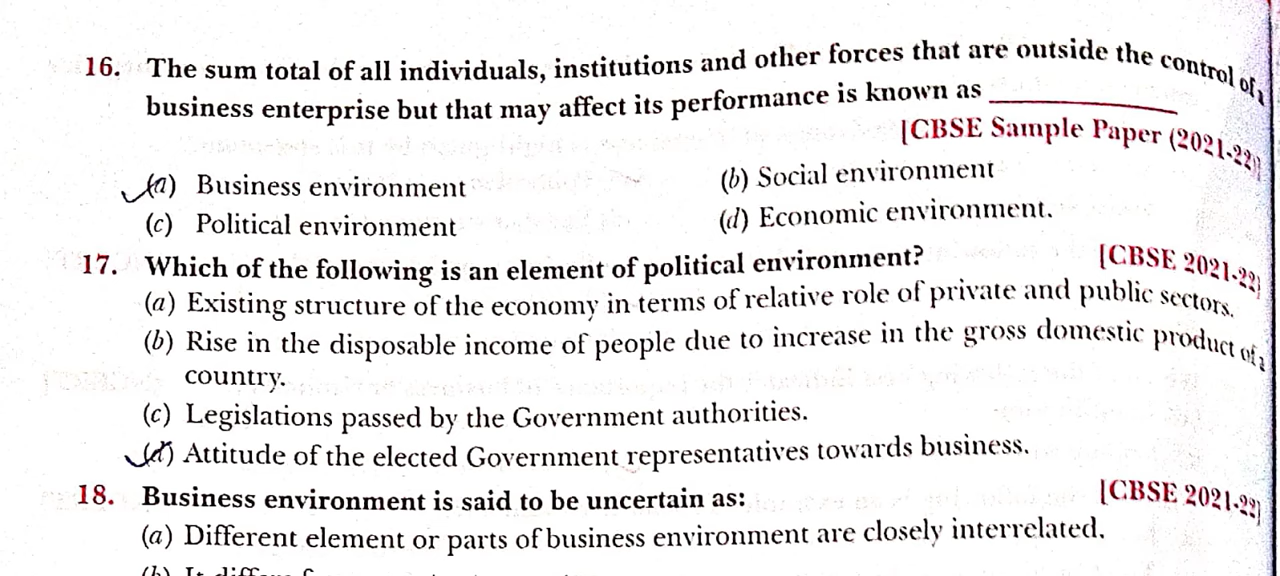 16. The sum total of all individuals, institutions and other forces that are outside the control of a
business enterprise but that may affect its performance is known as ____________
[CBSE Sample Paper (2021-22)]
(a) Business environment (b) Social environment
(c) Political environment (d) Economic environment.
17. Which of the following is an element of political environment? [CBSE 2021-22]
(a) Existing structure of the economy in terms of relative role of private and public sectors.
(b) Rise in the disposable income of people due to increase in the gross domestic product of a
country.
(c) Legislations passed by the Government authorities.
(d) Attitude of the elected Government representatives towards business.
18. Business environment is said to be uncertain as: [CBSE 2021-22]
(a) Different element or parts of business environment are closely interrelated.
(b) It